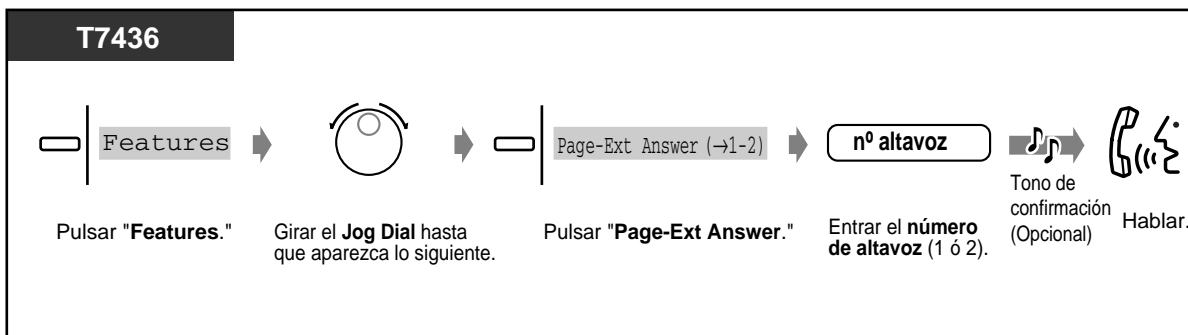 T7436
Features
Page-Ext Answer (→1-2)
nº altavoz
Pulsar "Features."
Girar el Jog Dial hasta
que aparezca lo siguiente.
Pulsar "Page-Ext Answer."
Entrar el número
de altavoz (1 ó 2).
Tono de
confirmación
(Opcional)
Hablar.